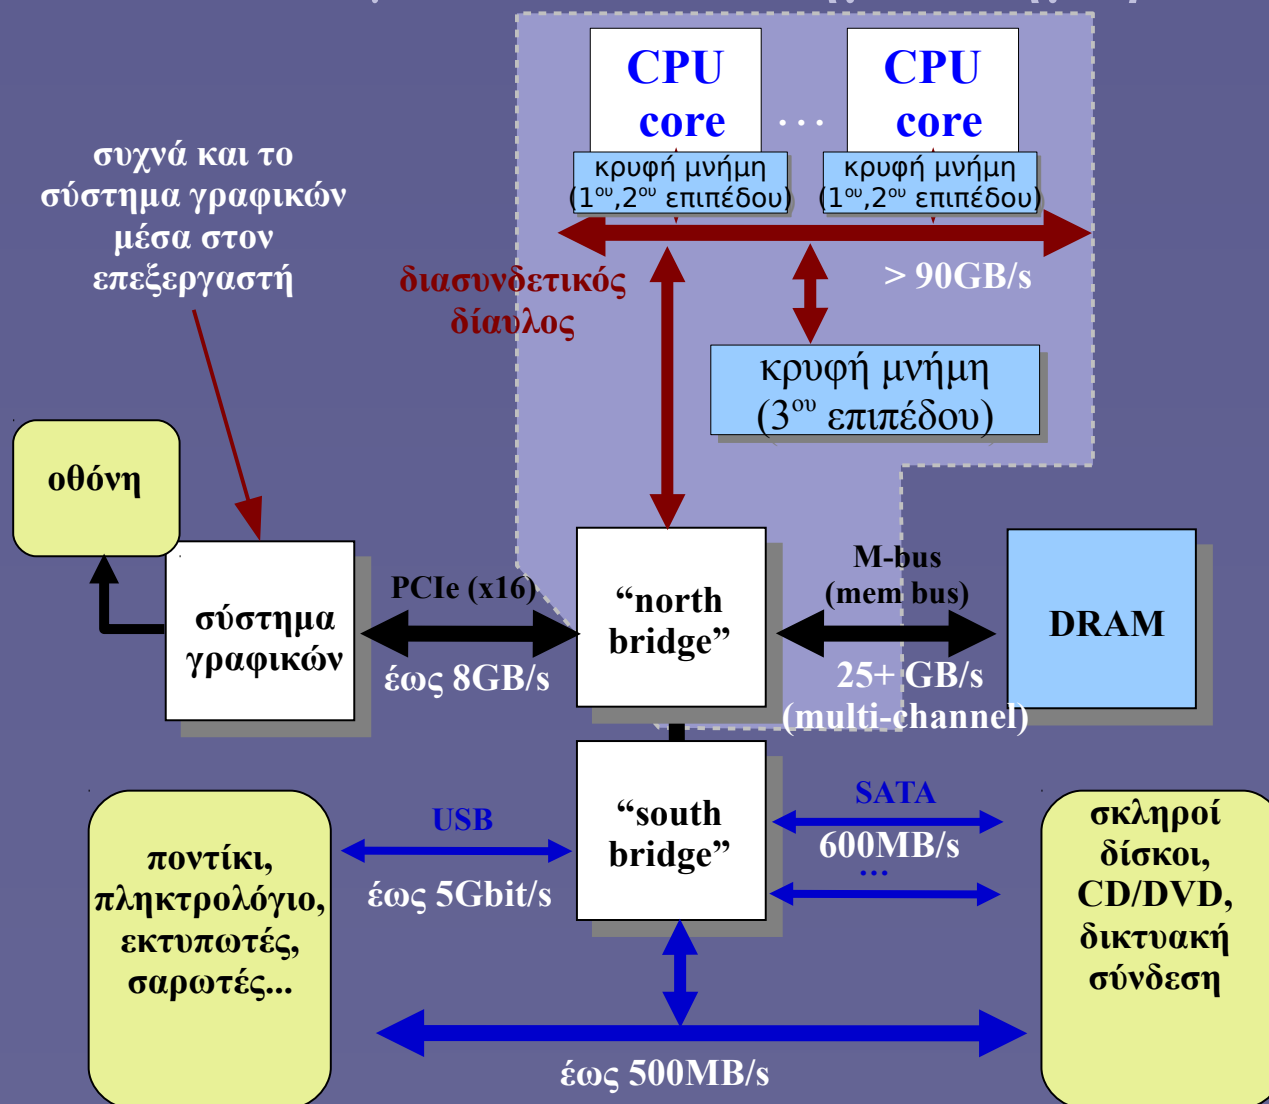 CPU
core
...
CPU
core
κρυφή μνήμη
(1ου,2ου επιπέδου)
κρυφή μνήμη
(1ου,2ου επιπέδου)
συχνά και το
σύστημα γραφικών
μέσα στον
επεξεργαστή
διασυνδετικός
δίαυλος
> 90GB/s
κρυφή μνήμη
(3ου επιπέδου)
οθόνη
σύστημα
γραφικών
PCIe (x16)
έως 8GB/s
“north
bridge”
M-bus
(mem bus)
25+ GB/s
(multi-channel)
DRAM
ποντίκι,
πληκτρολόγιο,
εκτυπωτές,
σαρωτές...
USB
έως 5Gbit/s
“south
bridge”
SATA
600MB/s
...
σκληροί
δίσκοι,
CD/DVD,
δικτυακή
σύνδεση
έως 500MB/s